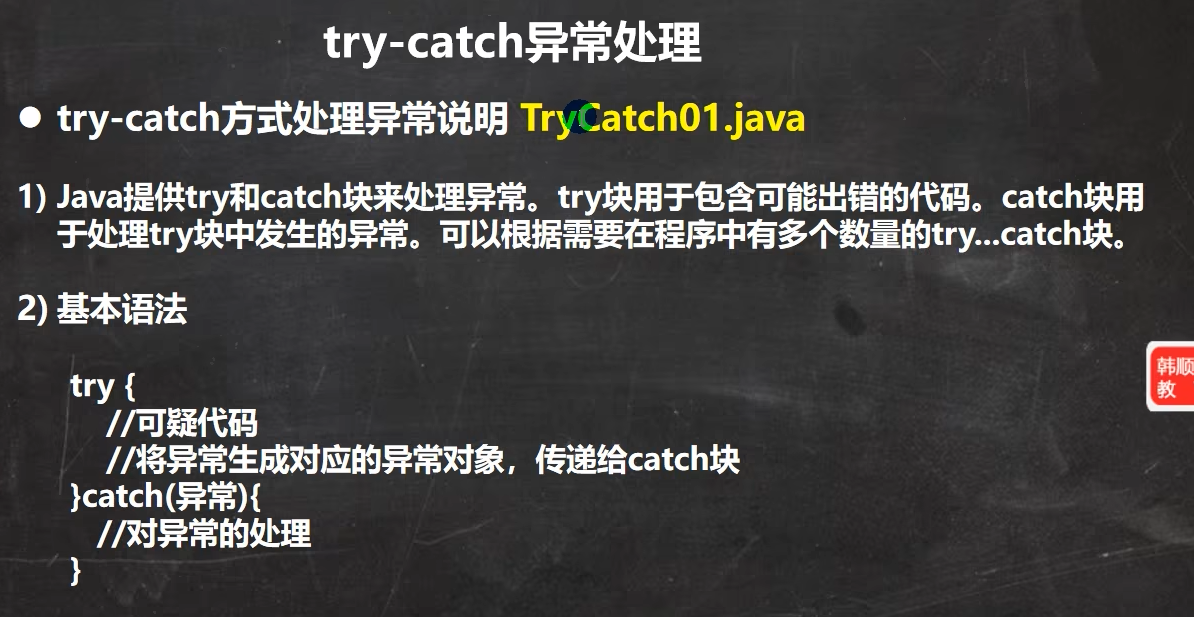 try-catch异常处理
● try-catch方式处理异常说明 TryCatch01.java
1) Java提供try和catch块来处理异常。try块用于包含可能出错的代码。catch块用
于处理try块中发生的异常。可以根据需要在程序中有多个数量的try...catch块。
2) 基本语法
try {
//可疑代码
//将异常生成对应的异常对象，传递给catch块
}catch(异常){
//对异常的处理
}
韩顺
教